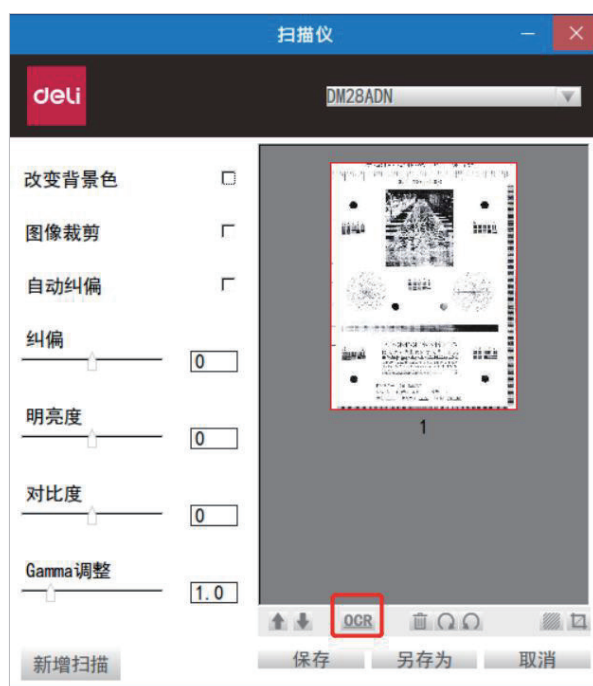 扫描仪
deli
DM28ADN
改变背景色
图像裁剪
自动纠偏
纠偏
0
明亮度
0
对比度
0
Gamma调整
1.0
1
OCR
新增扫描
保存
另存为
取消